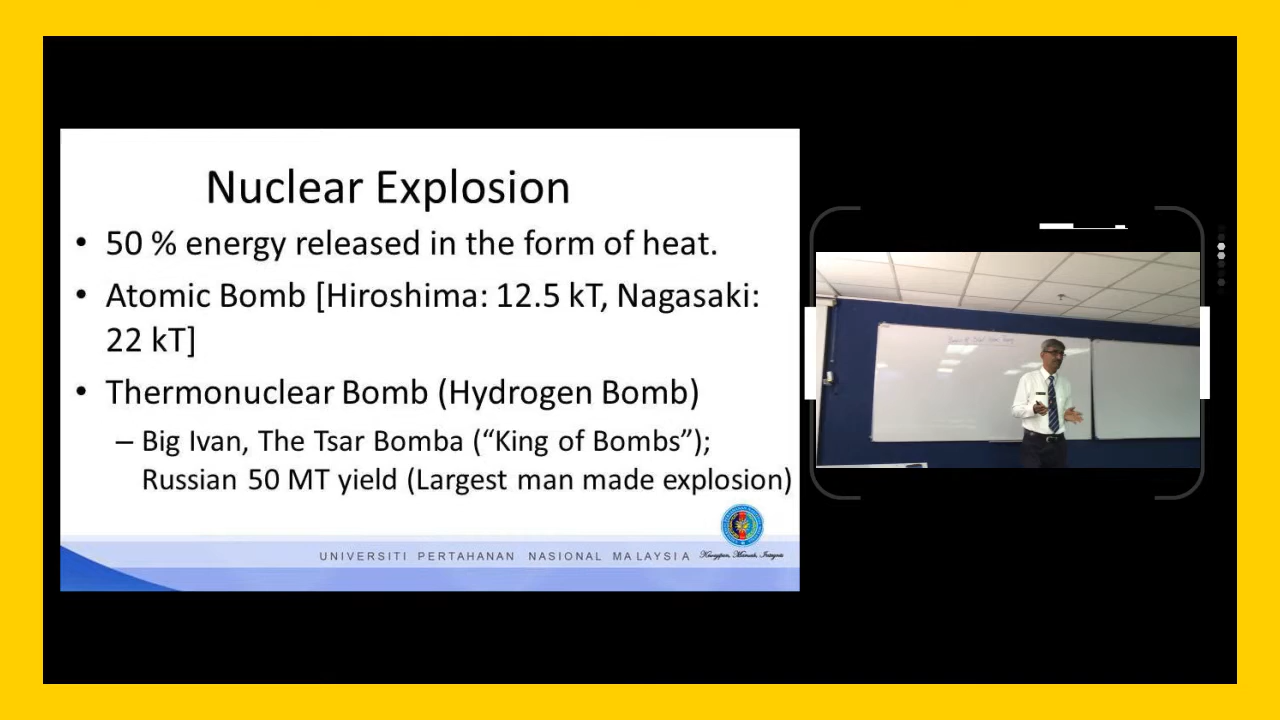 Nuclear Explosion
• 50 % energy released in the form of heat.
• Atomic Bomb [Hiroshima: 12.5 kT, Nagasaki:
22 kT]
• Thermonuclear Bomb (Hydrogen Bomb)
– Big Ivan, The Tsar Bomba (“King of Bombs”);
Russian 50 MT yield (Largest man made explosion)
UNIVERSITI PERTAHANAN NASIONAL MALAYSIA